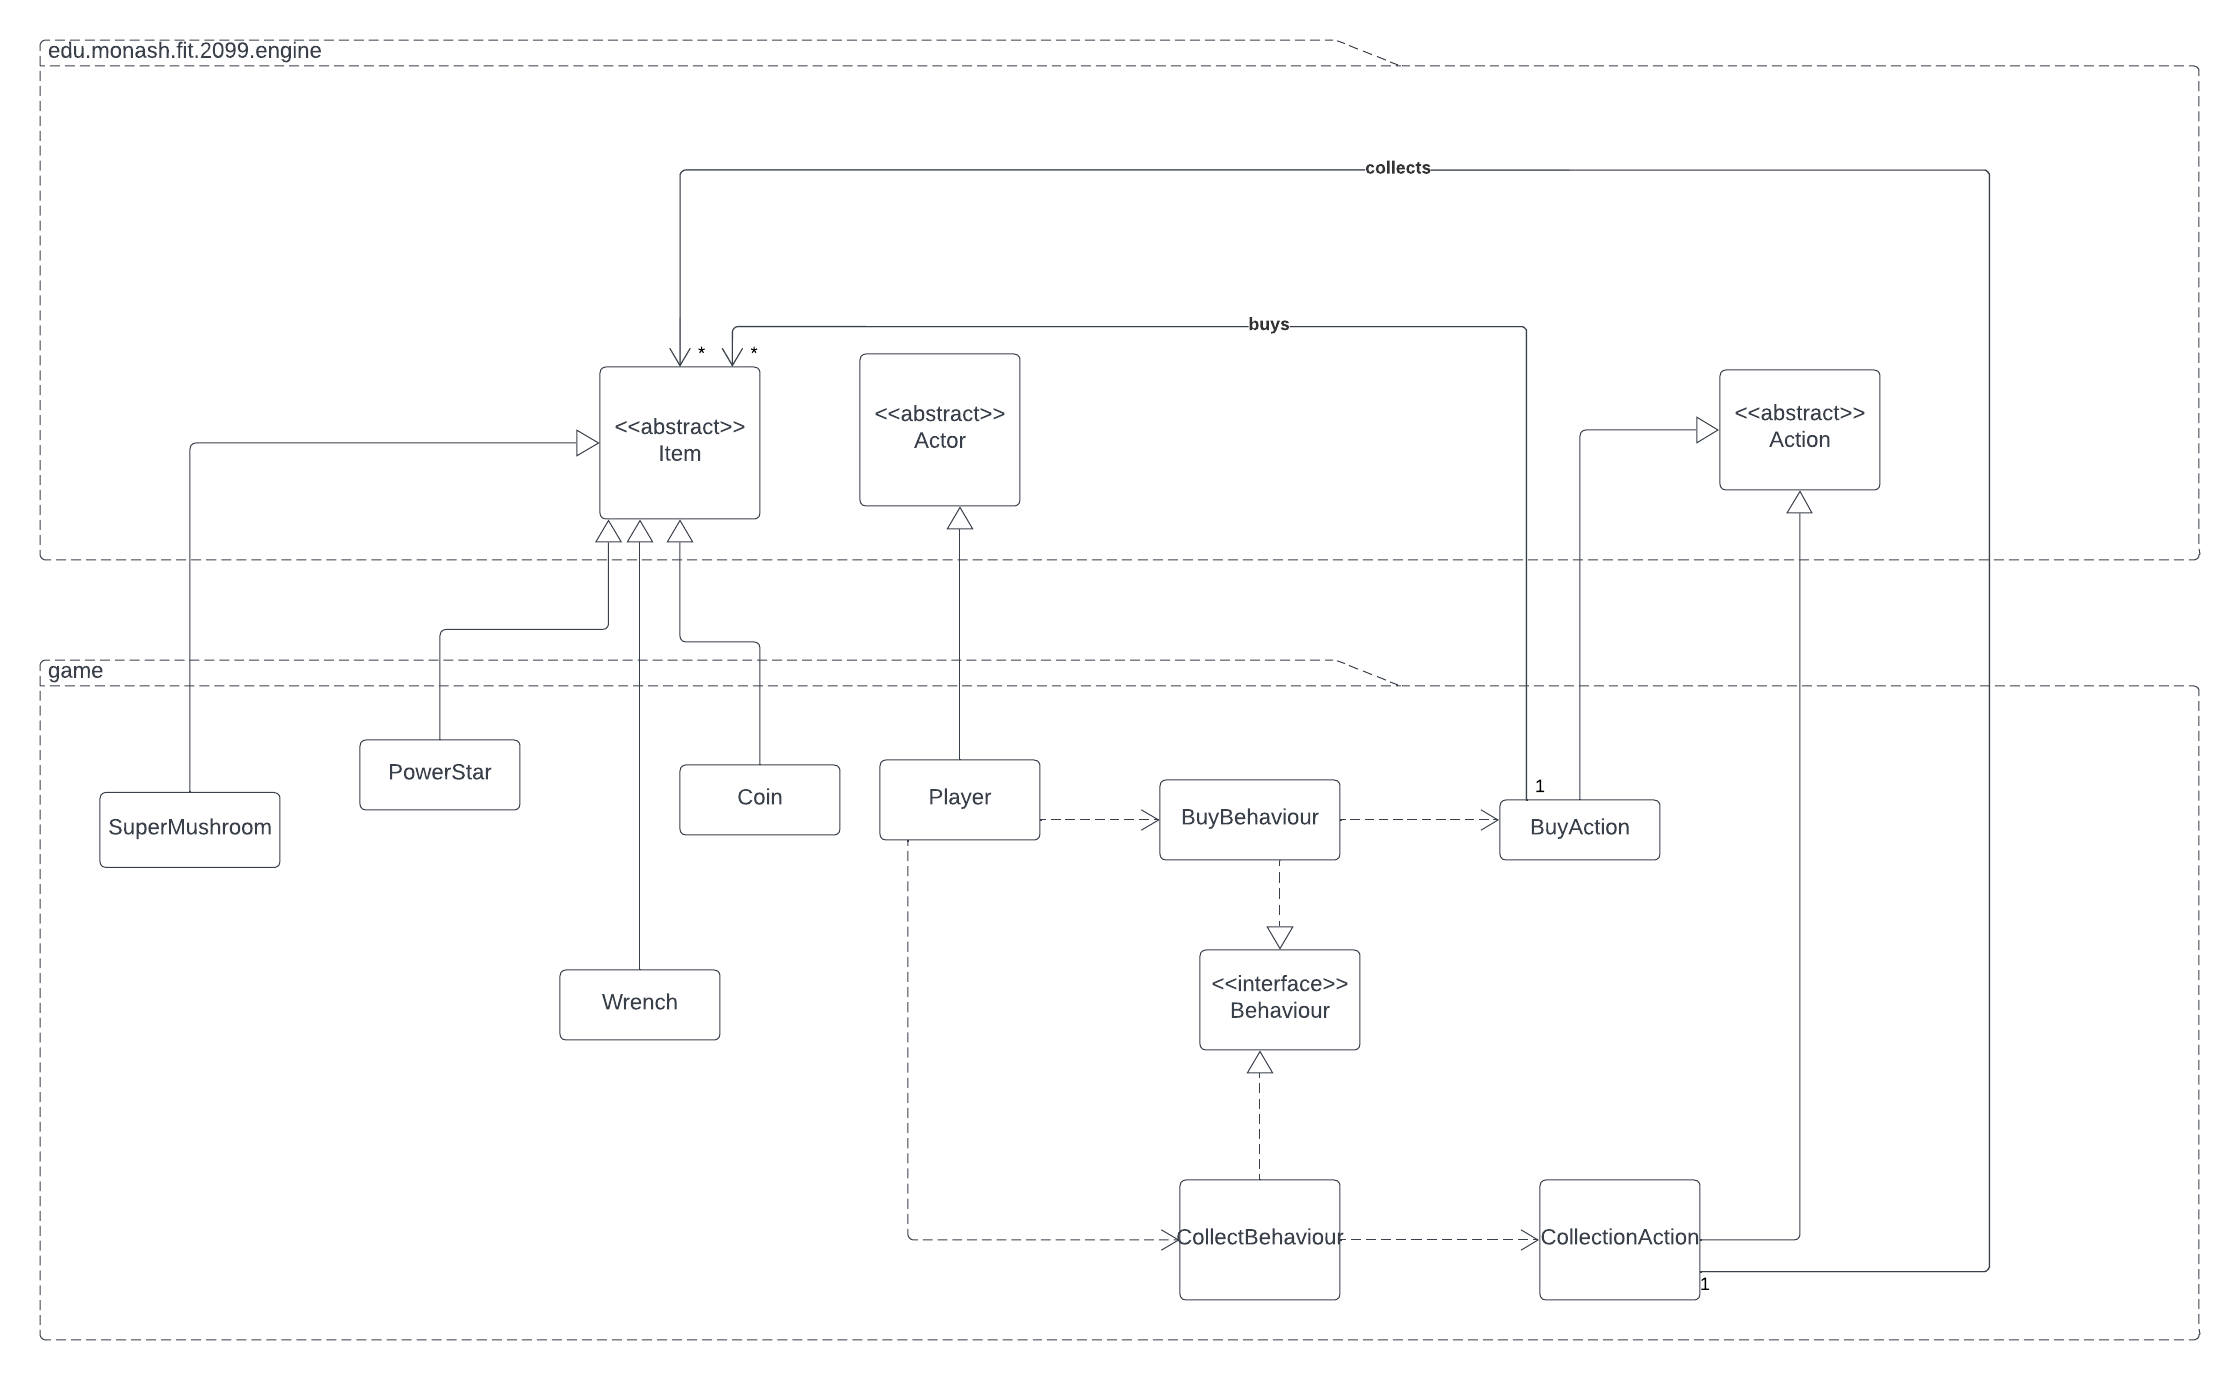 edu.monash.fit.2099.engine
collects
buys
*
*
<<abstract>>
Item
<<abstract>>
Actor
<<abstract>>
Action
game
PowerStar
SuperMushroom
Coin
Player
BuyBehaviour
1
BuyAction
Wrench
<<interface>>
Behaviour
CollectBehaviour
CollectionAction
1